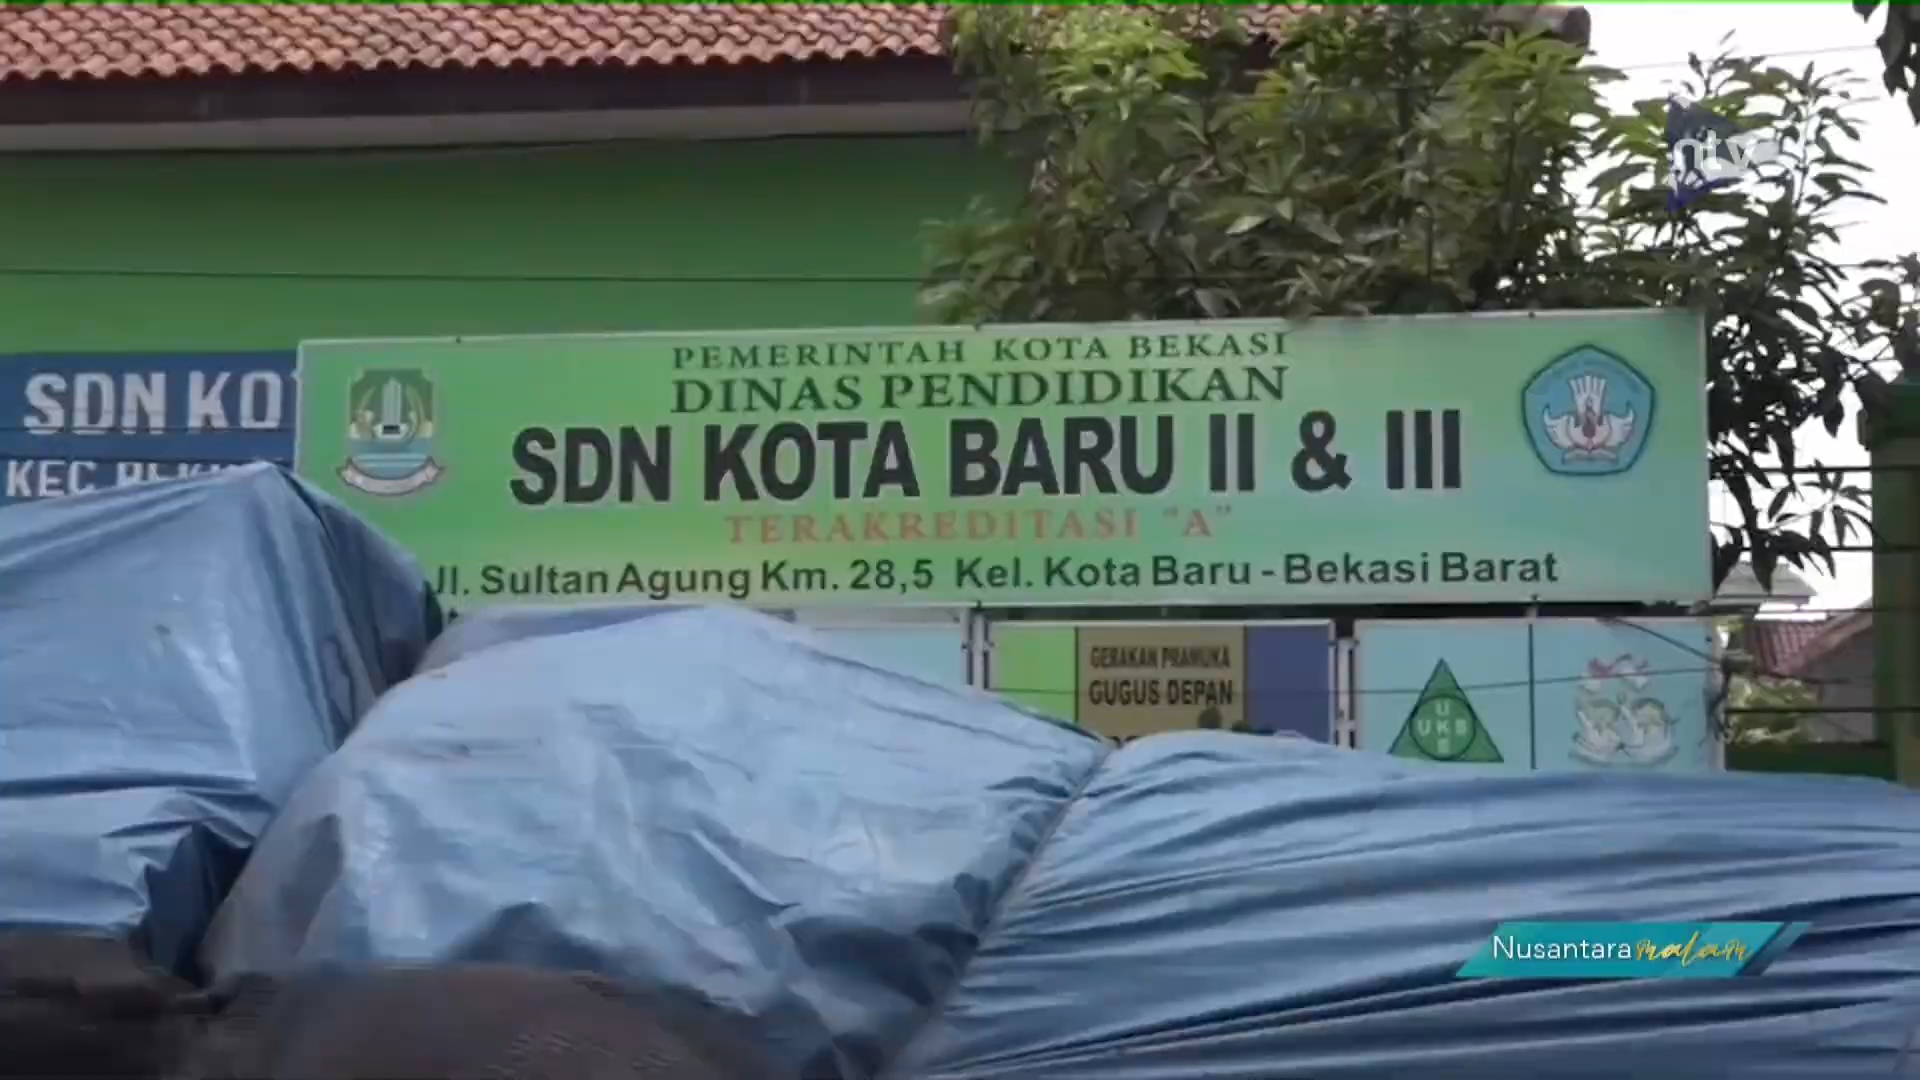 ntv
PEMERINTAH KOTA BEKASI
DINAS PENDIDIKAN
SDN KOTA BARU II & III
TERAKREDITASI "A"
Jl. Sultan Agung Km. 28,5 Kel. Kota Baru - Bekasi Barat
SDN KO
KEC
GERAKAN PRAMUKA
GUGUS DEPAN
U
UKS
S
Nusantara malam